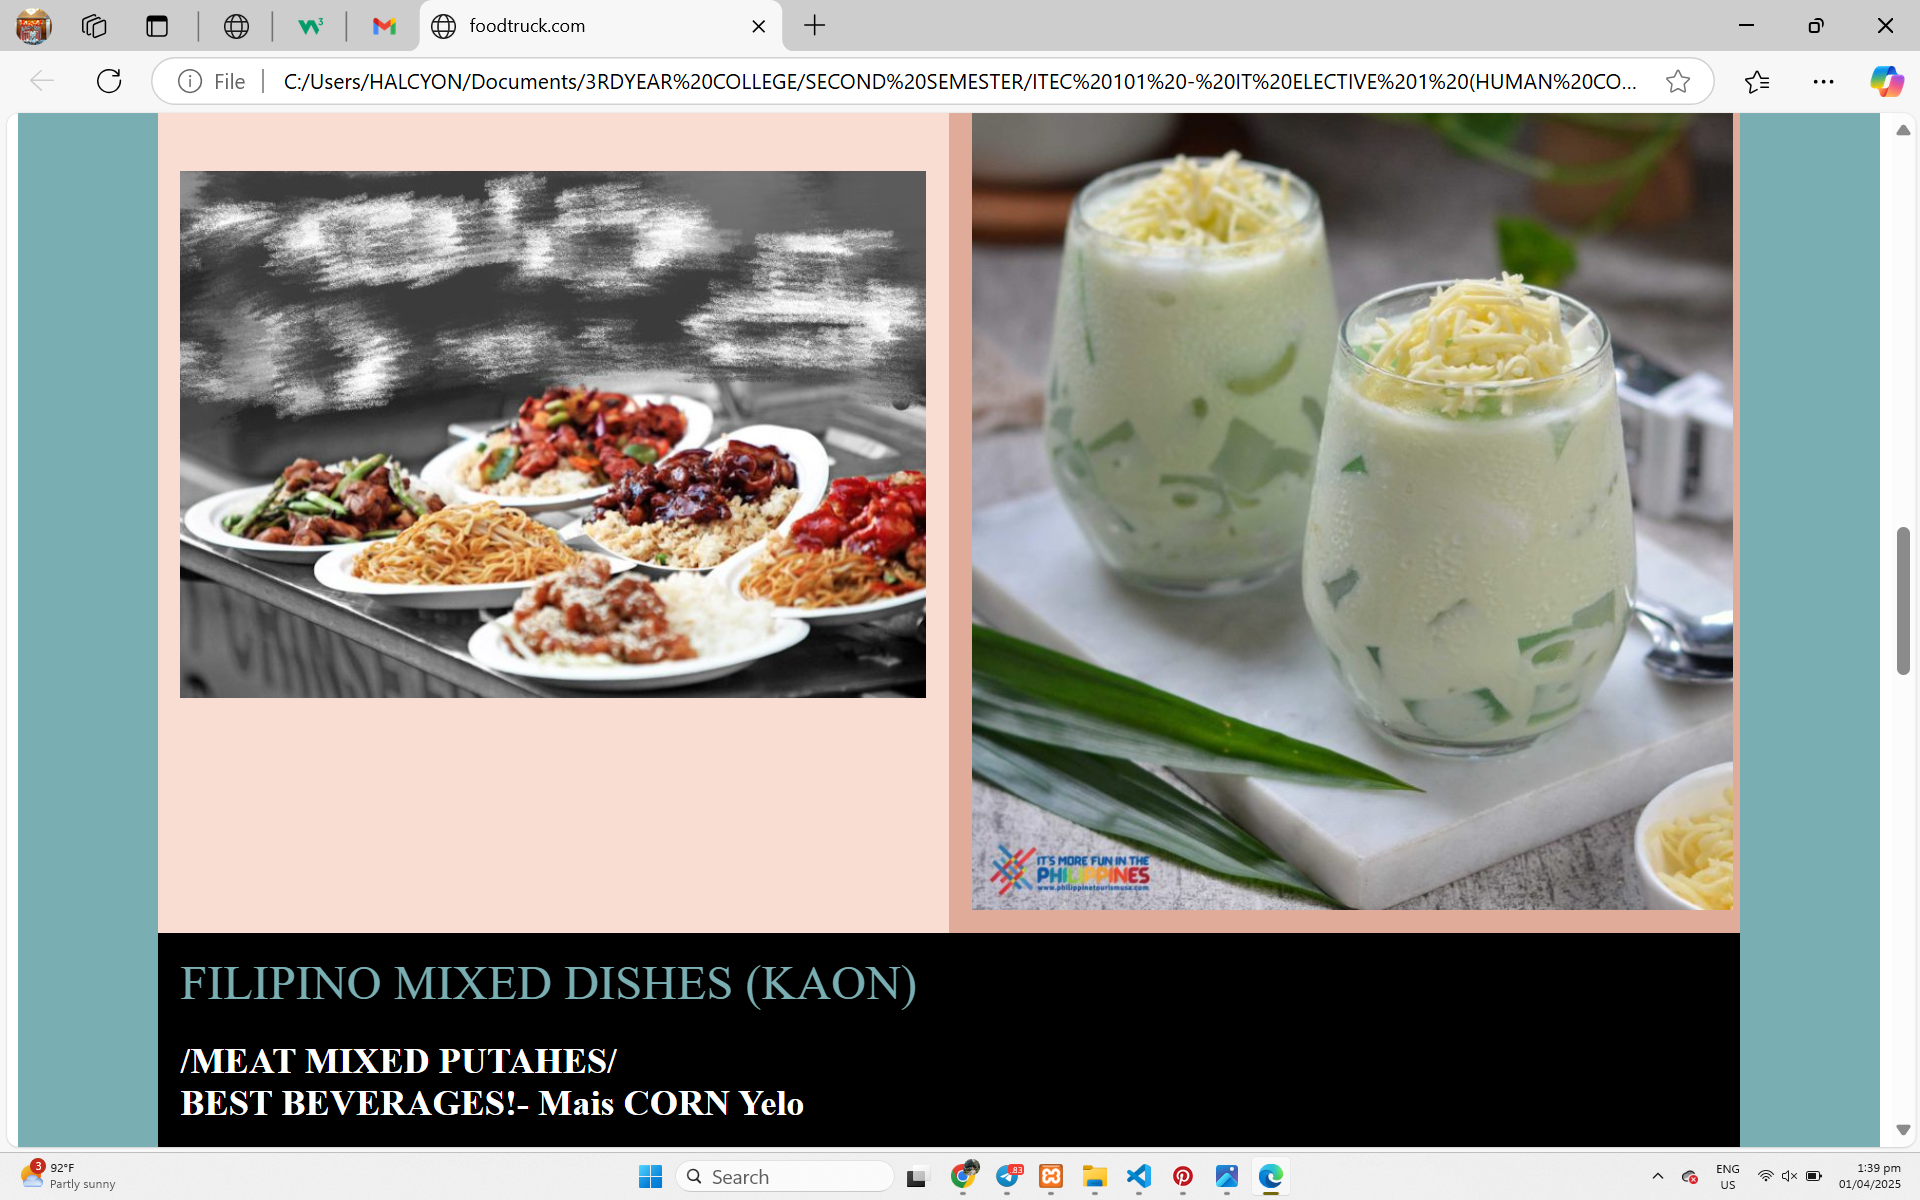 foodtruck.com
File
C:/Users/HALCYON/Documents/3RDYEAR%20COLLEGE/SECOND%20SEMESTER/ITEC%20101%20-%20IT%20ELECTIVE%201%20(HUMAN%20CO...
IT'S MORE FUN IN THE
PHILIPPINES
www.philippinetourismusa.com
FILIPINO MIXED DISHES (KAON)
/MEAT MIXED PUTAHES/
BEST BEVERAGES!- Mais CORN Yelo
3
92°F
Partly sunny
Search
83
ENG
US
1:39 pm
01/04/2025